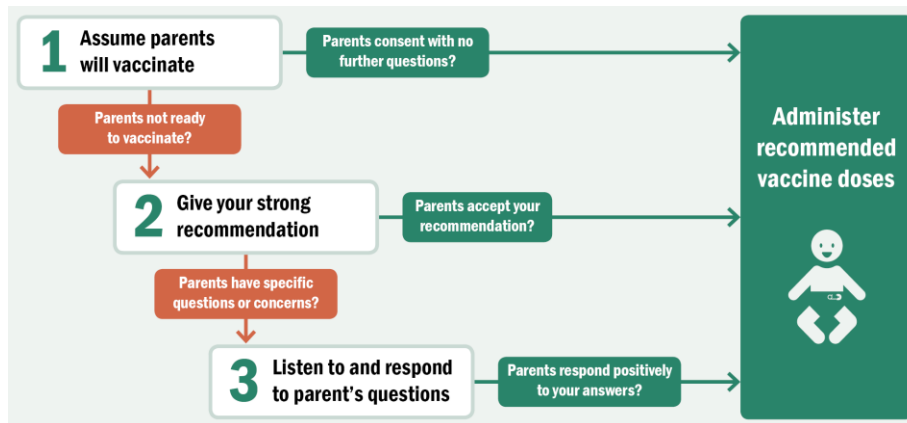 1
Assume parents
will vaccinate
Parents consent with no
further questions?
Parents not ready
to vaccinate?
2
Give your strong
recommendation
Parents accept your
recommendation?
Parents have specific
questions or concerns?
3
Listen to and respond
to parent's questions
Parents respond positively
to your answers?
Administer
recommended
vaccine doses